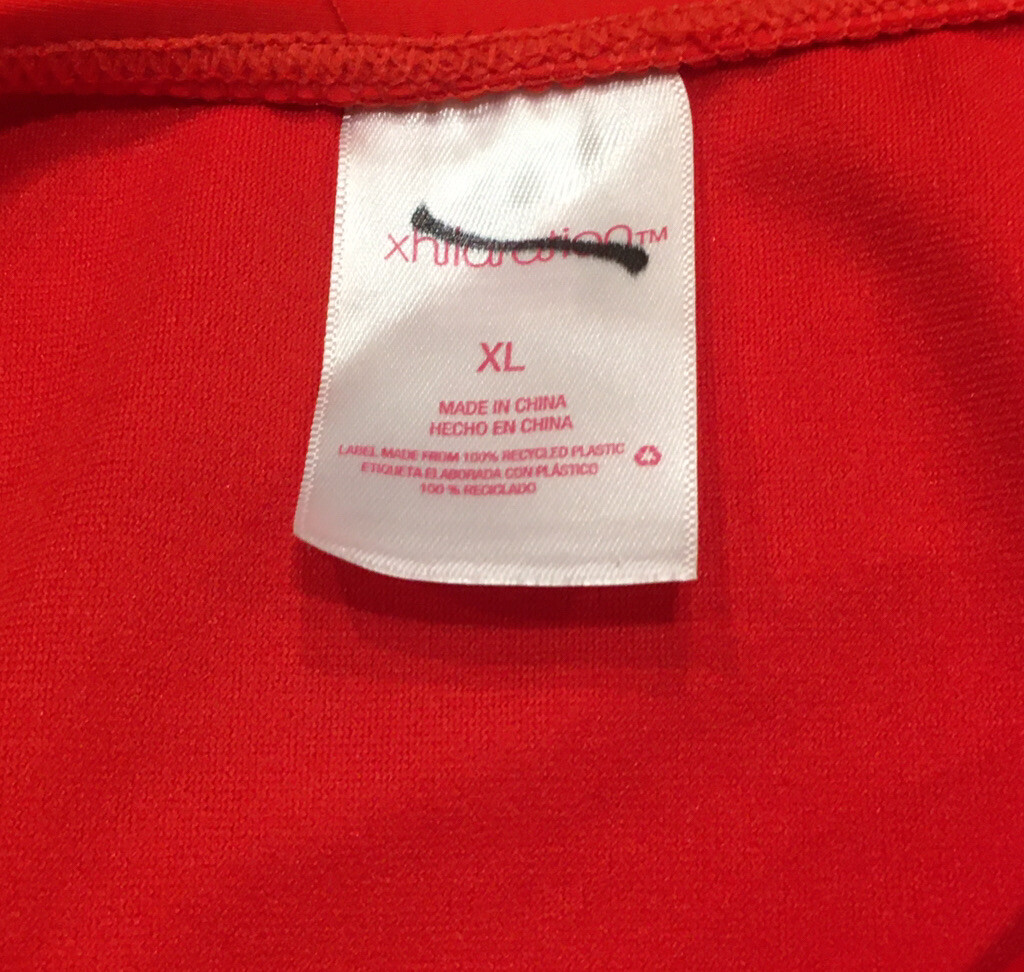 xhilaration™
XL
MADE IN CHINA
HECHO EN CHINA
LABEL MADE FROM 100% RECYCLED PLASTIC
ETIQUETA ELABORADA CON PLÁSTICO
100 % RECICLADO